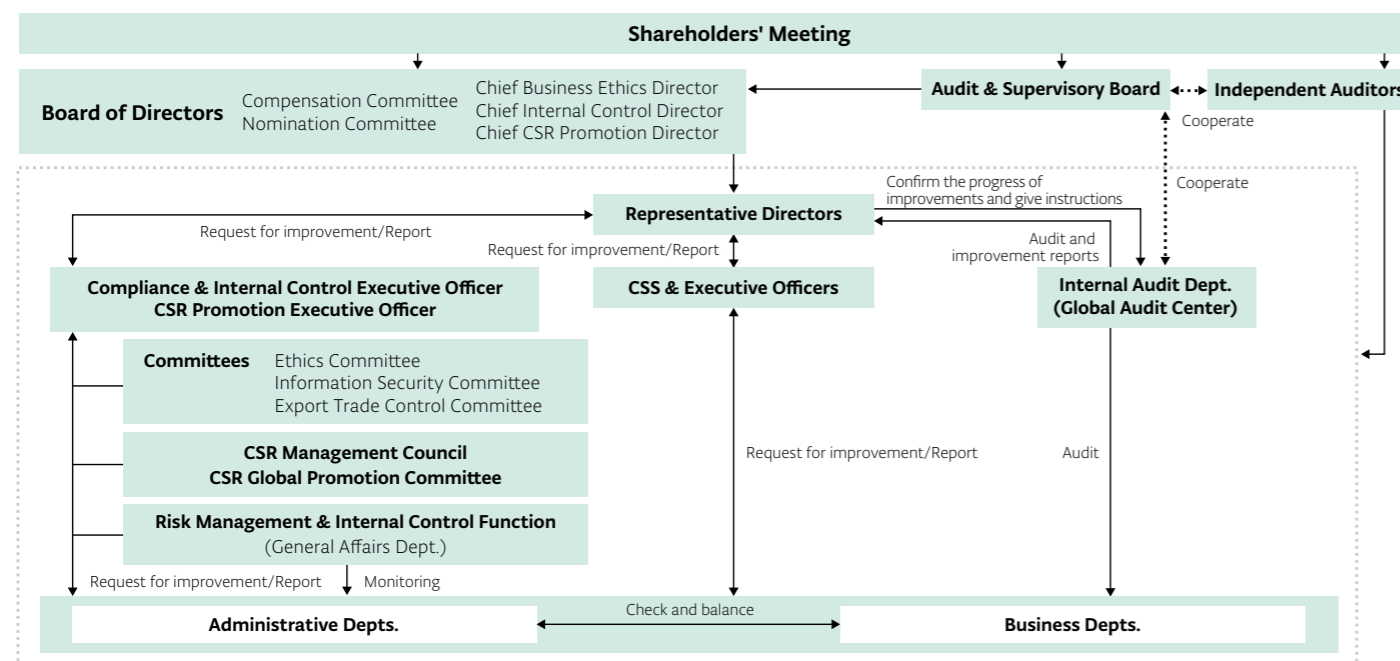 Shareholders' Meeting
Board of Directors
Compensation Committee
Nomination Committee
Chief Business Ethics Director
Chief Internal Control Director
Chief CSR Promotion Director
Audit & Supervisory Board
Independent Auditors
Cooperate
Cooperate
Representative Directors
Confirm the progress of
improvements and give instructions
Request for improvement/Report
Request for improvement/Report
Audit and
improvement reports
Compliance & Internal Control Executive Officer
CSR Promotion Executive Officer
CSS & Executive Officers
Internal Audit Dept.
(Global Audit Center)
Committees
Ethics Committee
Information Security Committee
Export Trade Control Committee
CSR Management Council
CSR Global Promotion Committee
Request for improvement/Report
Audit
Risk Management & Internal Control Function
(General Affairs Dept.)
Request for improvement/Report
Monitoring
Administrative Depts.
Check and balance
Business Depts.